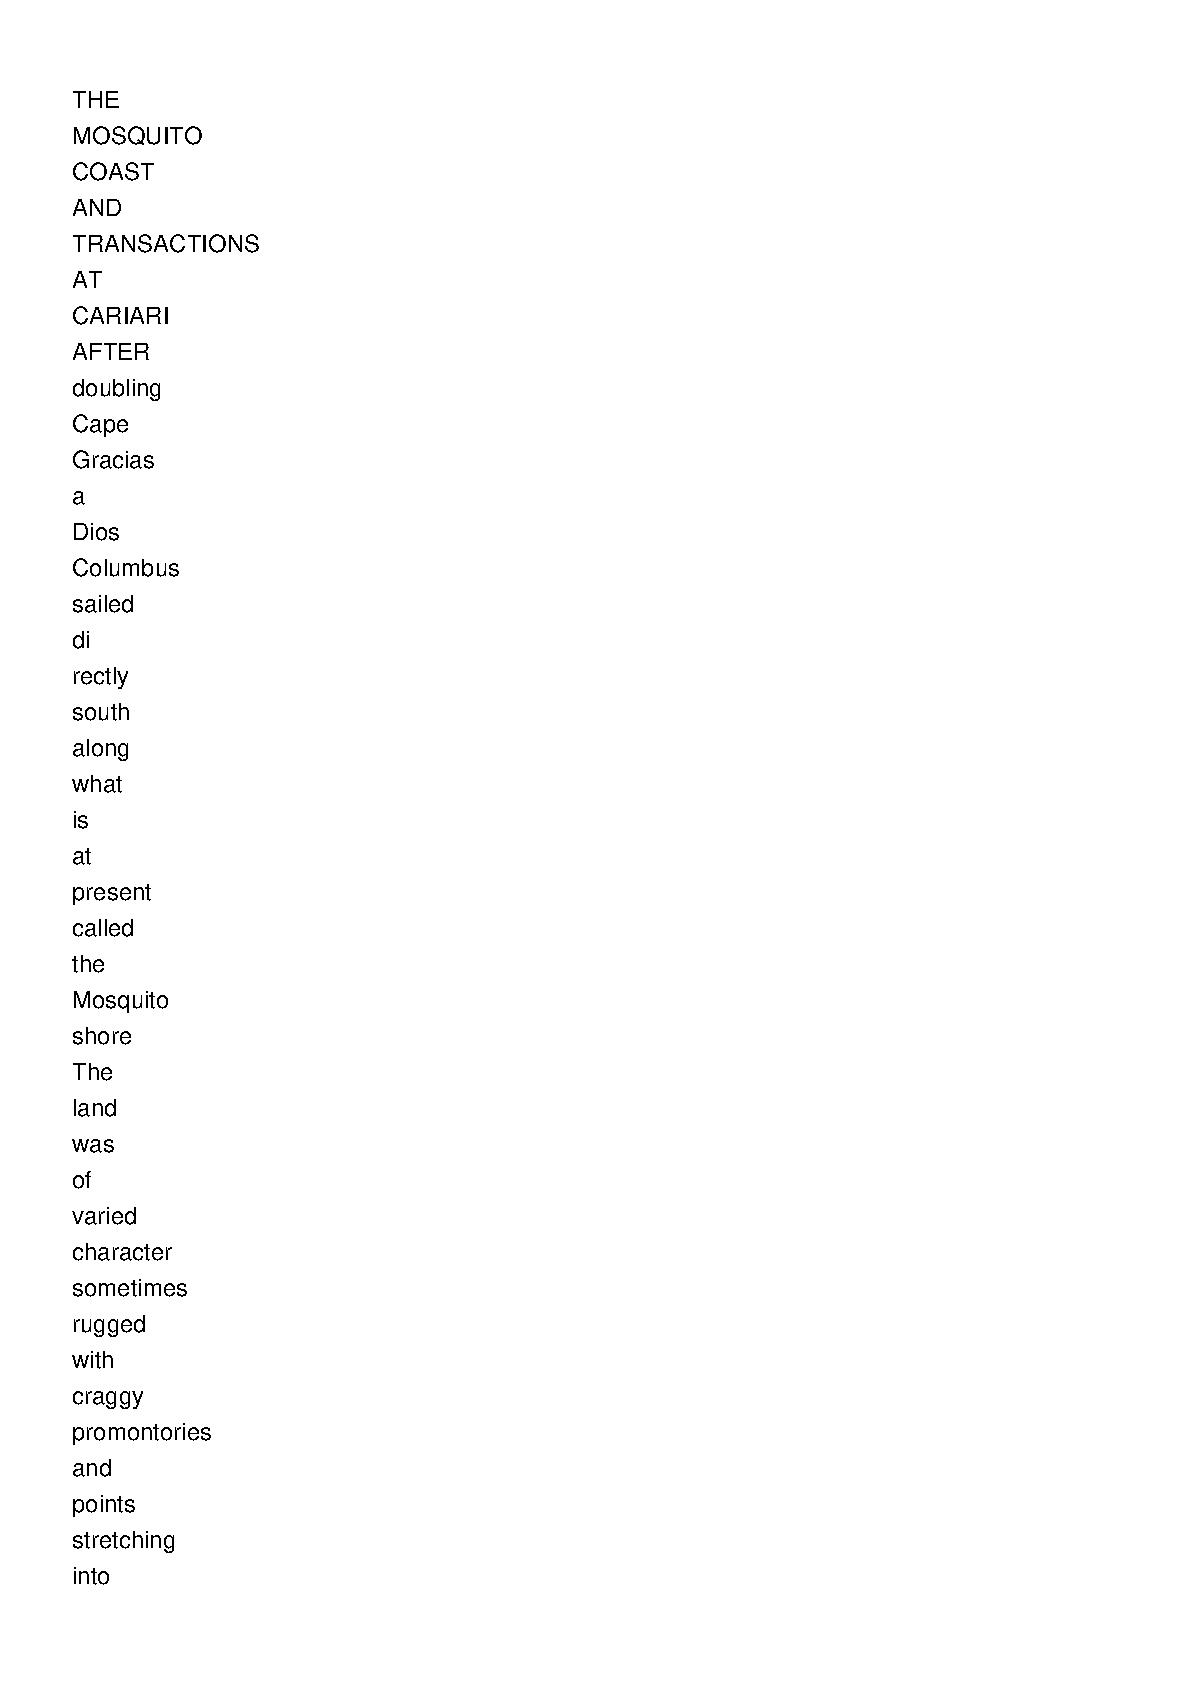 THE
MOSQUITO
COAST
AND
TRANSACTIONS
AT
CARIARI
AFTER
doubling
Cape
Gracias
a
Dios
Columbus
sailed
di
rectly
south
along
what
is
at
present
called
the
Mosquito
shore
The
land
was
of
varied
character
sometimes
rugged
with
craggy
promontories
and
points
stretching
into